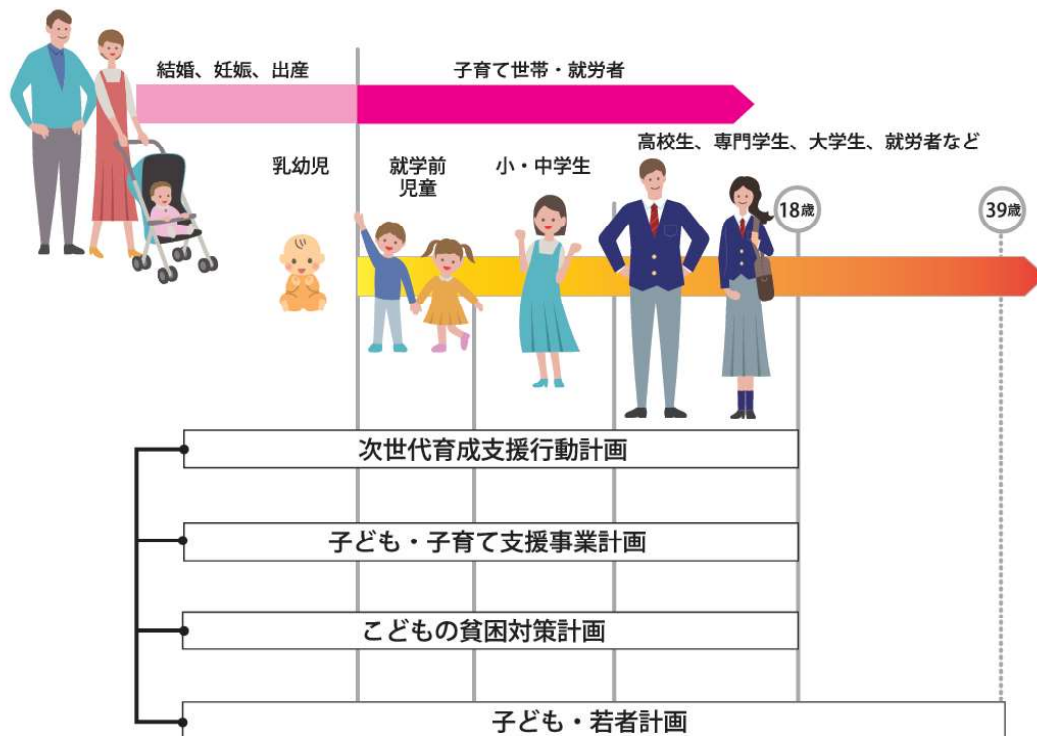 結婚、妊娠、出産
子育て世帯・就労者
高校生、専門学生、大学生、就労者など
乳幼児
就学前
児童
小・中学生
18歳
39歳
次世代育成支援行動計画
子ども・子育て支援事業計画
こどもの貧困対策計画
子ども・若者計画